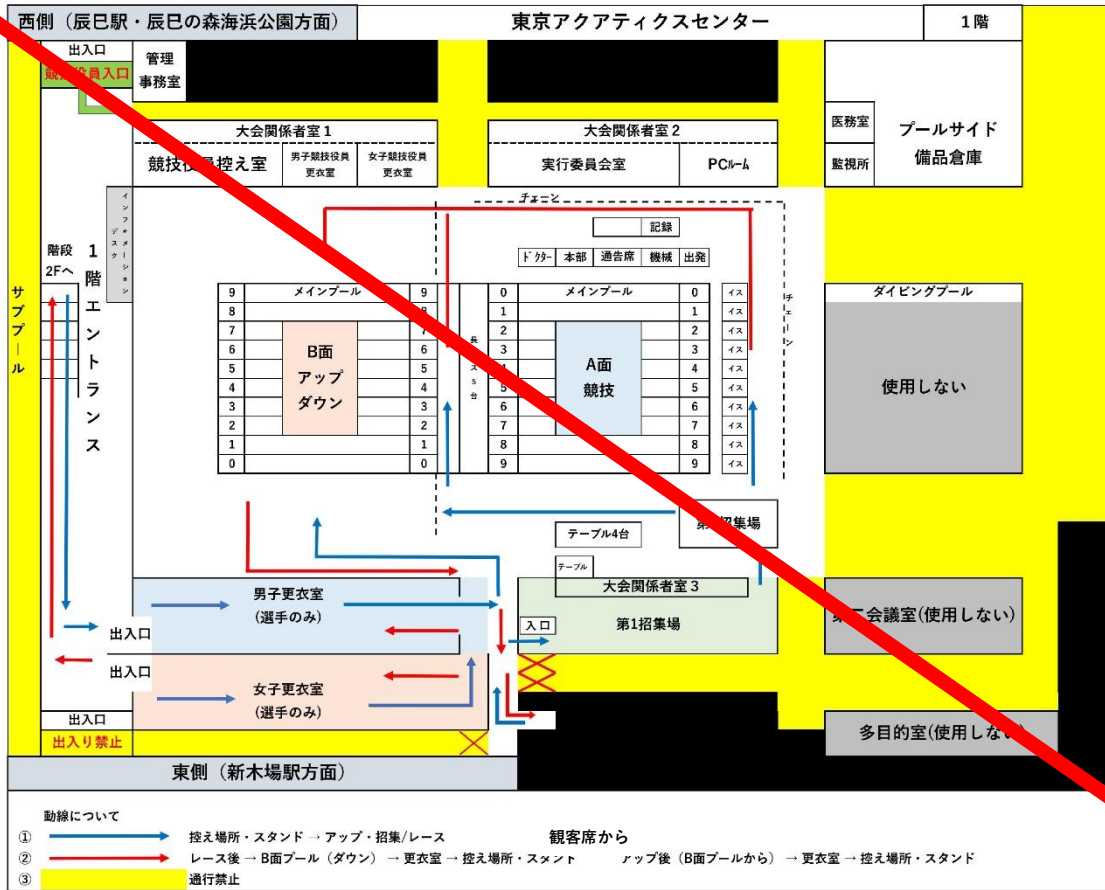 西側（辰巳駅・辰巳の森海浜公園方面）
東京アクアティクスセンター
1階
出入口
役員入口
管理
事務室
大会関係者室1
競技役員控え室
男子競技役員
更衣室
女子競技役員
更衣室
大会関係者室2
実行委員会室
PCルーム
医務室
監視所
プールサイド
備品倉庫
インフォメーションデスク
階段
2Fへ
1階エントランス
サブプール
チェーン
チェーン
記録
ドクター 本部 通告席 機械 出発
9 メインプール 9
8
7
6 6
5 5
4 4
3 3
2 2
1 1
0 0
B面
アップ
ダウン
0 メインプール 0 イス
1 1 イス
2 2 イス
3 3 イス
4 イス
5 5 イス
6 6 イス
7 7 イス
8 8 イス
9 9 イス
A面
競技
ダイビングプール
使用しない
招集場
テーブル4台
テーブル
大会関係者室3
第1招集場
入口
男子更衣室
(選手のみ)
出入口
出入口
女子更衣室
(選手のみ)
会議室(使用しない)
多目的室(使用しない
出入口
出入り禁止
東側（新木場駅方面）
動線について
① 控え場所・スタンド → アップ・招集/レース 観客席から
② レース後 → B面プール（ダウン） → 更衣室 → 控え場所・スタンド アップ後（B面プールから） → 更衣室 → 控え場所・スタンド
③ 通行禁止